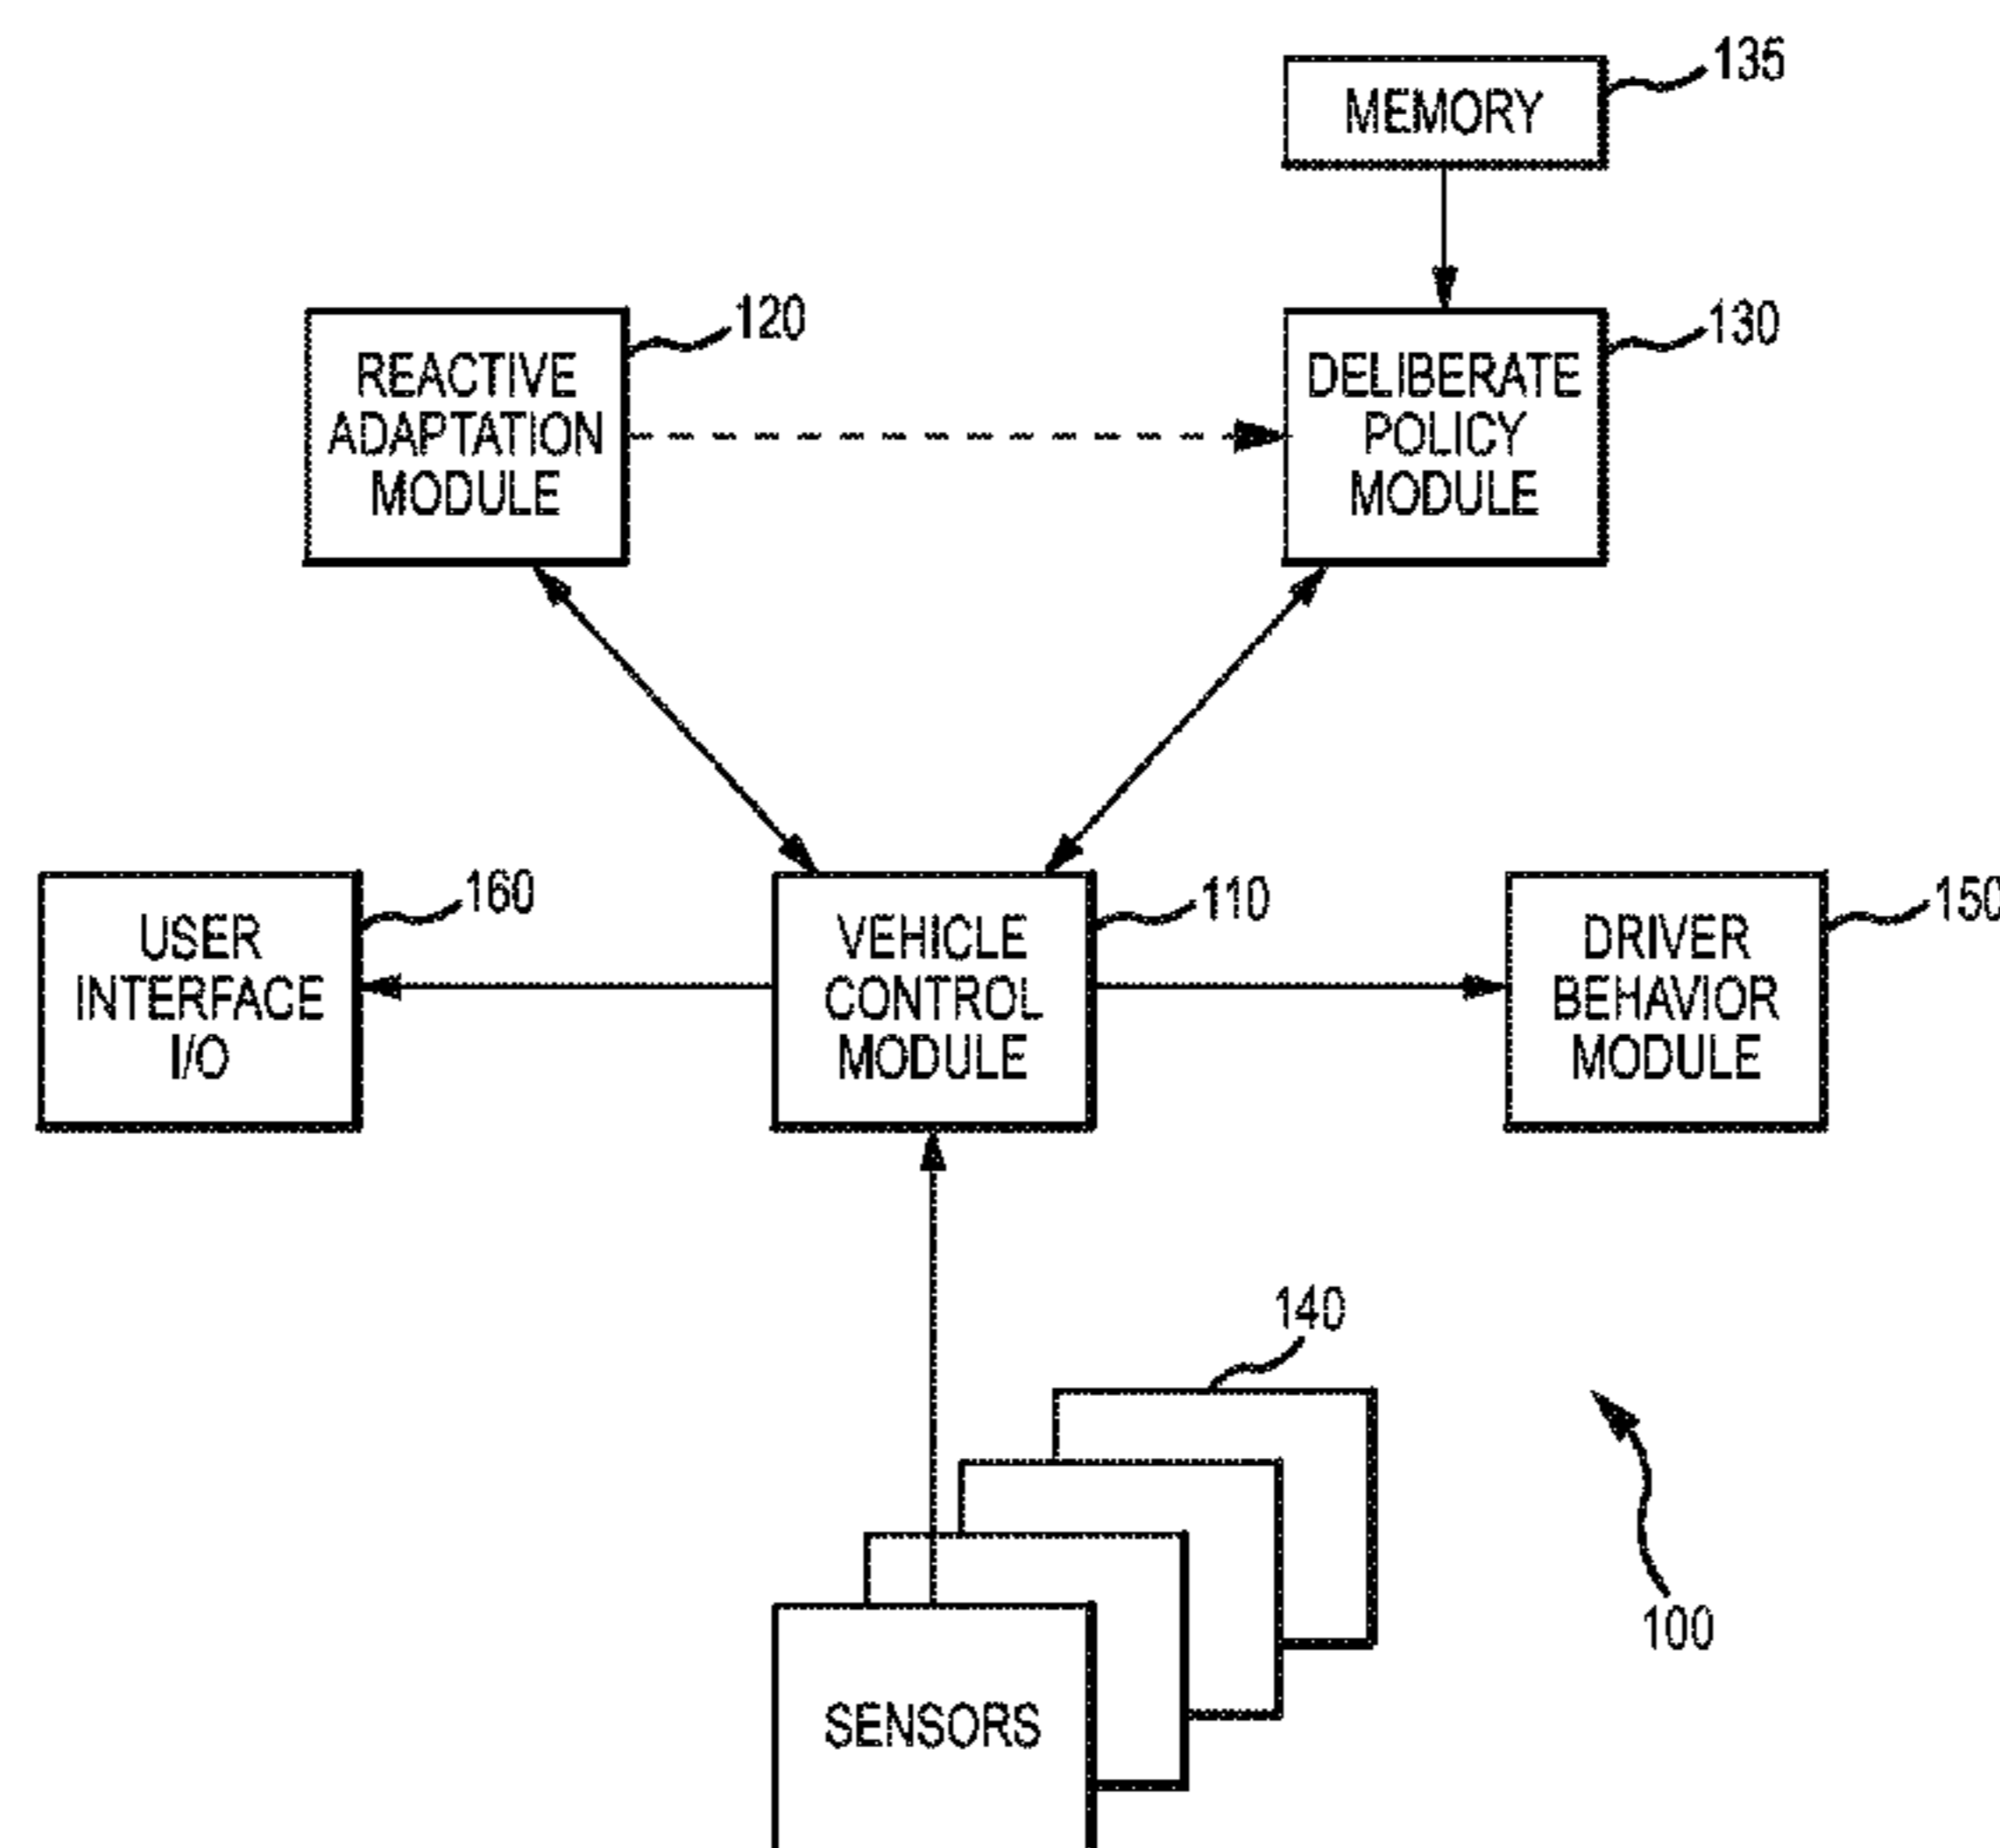 135
MEMORY
120
130
REACTIVE
ADAPTATION
MODULE
DELIBERATE
POLICY
MODULE
160
110
150
USER
INTERFACE
I/O
VEHICLE
CONTROL
MODULE
DRIVER
BEHAVIOR
MODULE
140
100
SENSORS